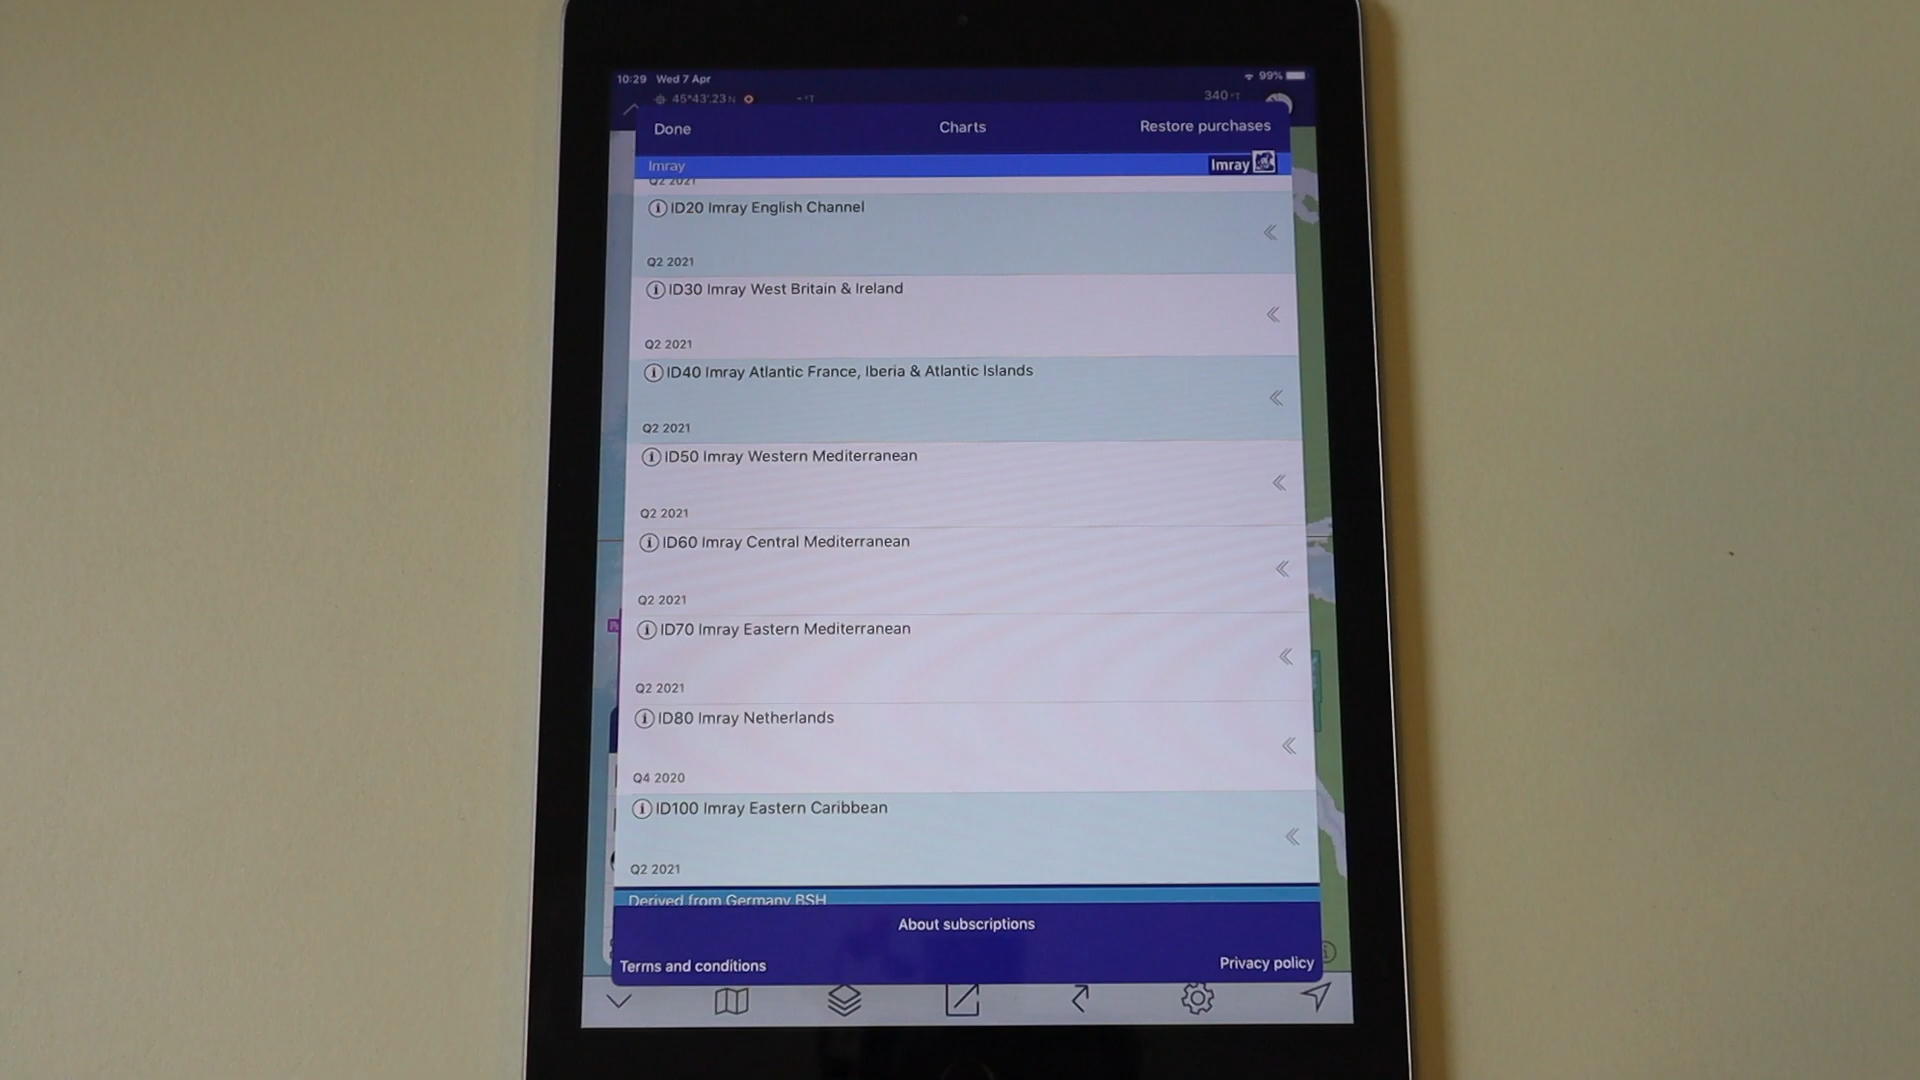 10:29 Wed 7 Apr 99%
45°43'.23N - °T 340 °T
Done Charts Restore purchases
Imray Imray
Q2 2021
ID20 Imray English Channel
Q2 2021
ID30 Imray West Britain & Ireland
Q2 2021
ID40 Imray Atlantic France, Iberia & Atlantic Islands
Q2 2021
ID50 Imray Western Mediterranean
Q2 2021
ID60 Imray Central Mediterranean
Q2 2021
ID70 Imray Eastern Mediterranean
Q2 2021
ID80 Imray Netherlands
Q4 2020
ID100 Imray Eastern Caribbean
Q2 2021
Derived from Germany BSH
About subscriptions
Terms and conditions Privacy policy